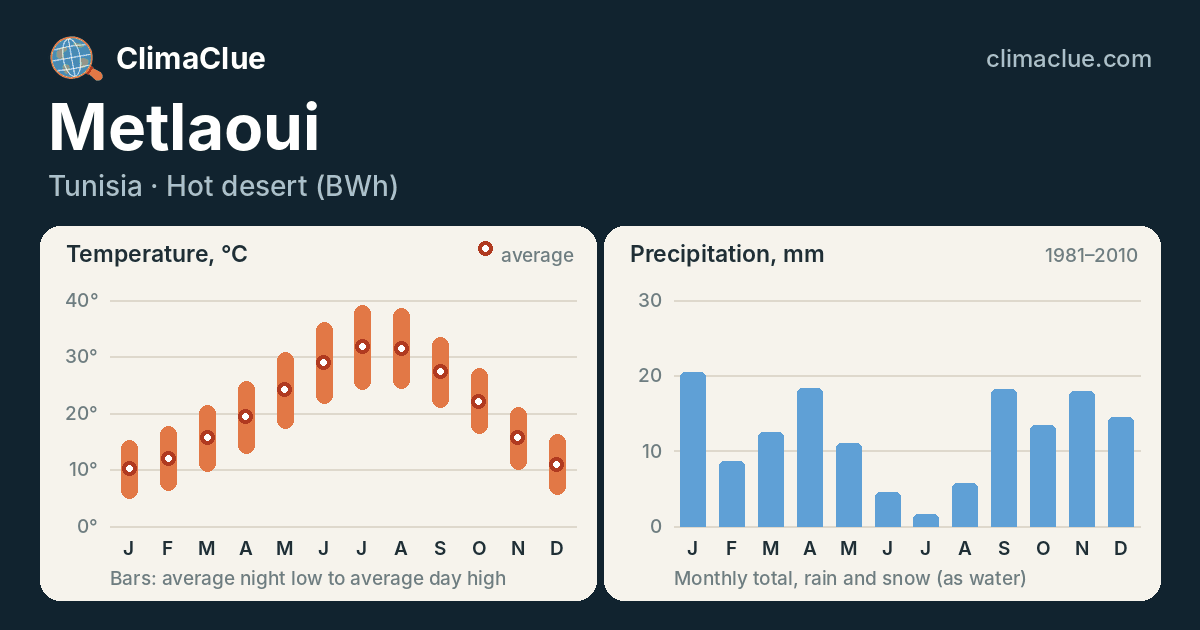 ClimaClue
climaclue.com
Metlaoui
Tunisia · Hot desert (BWh)
Temperature, °C
average
40°
30°
20°
10°
0°
J F M A M J J A S O N D
Bars: average night low to average day high
Precipitation, mm
1981–2010
30
20
10
0
J F M A M J J A S O N D
Monthly total, rain and snow (as water)